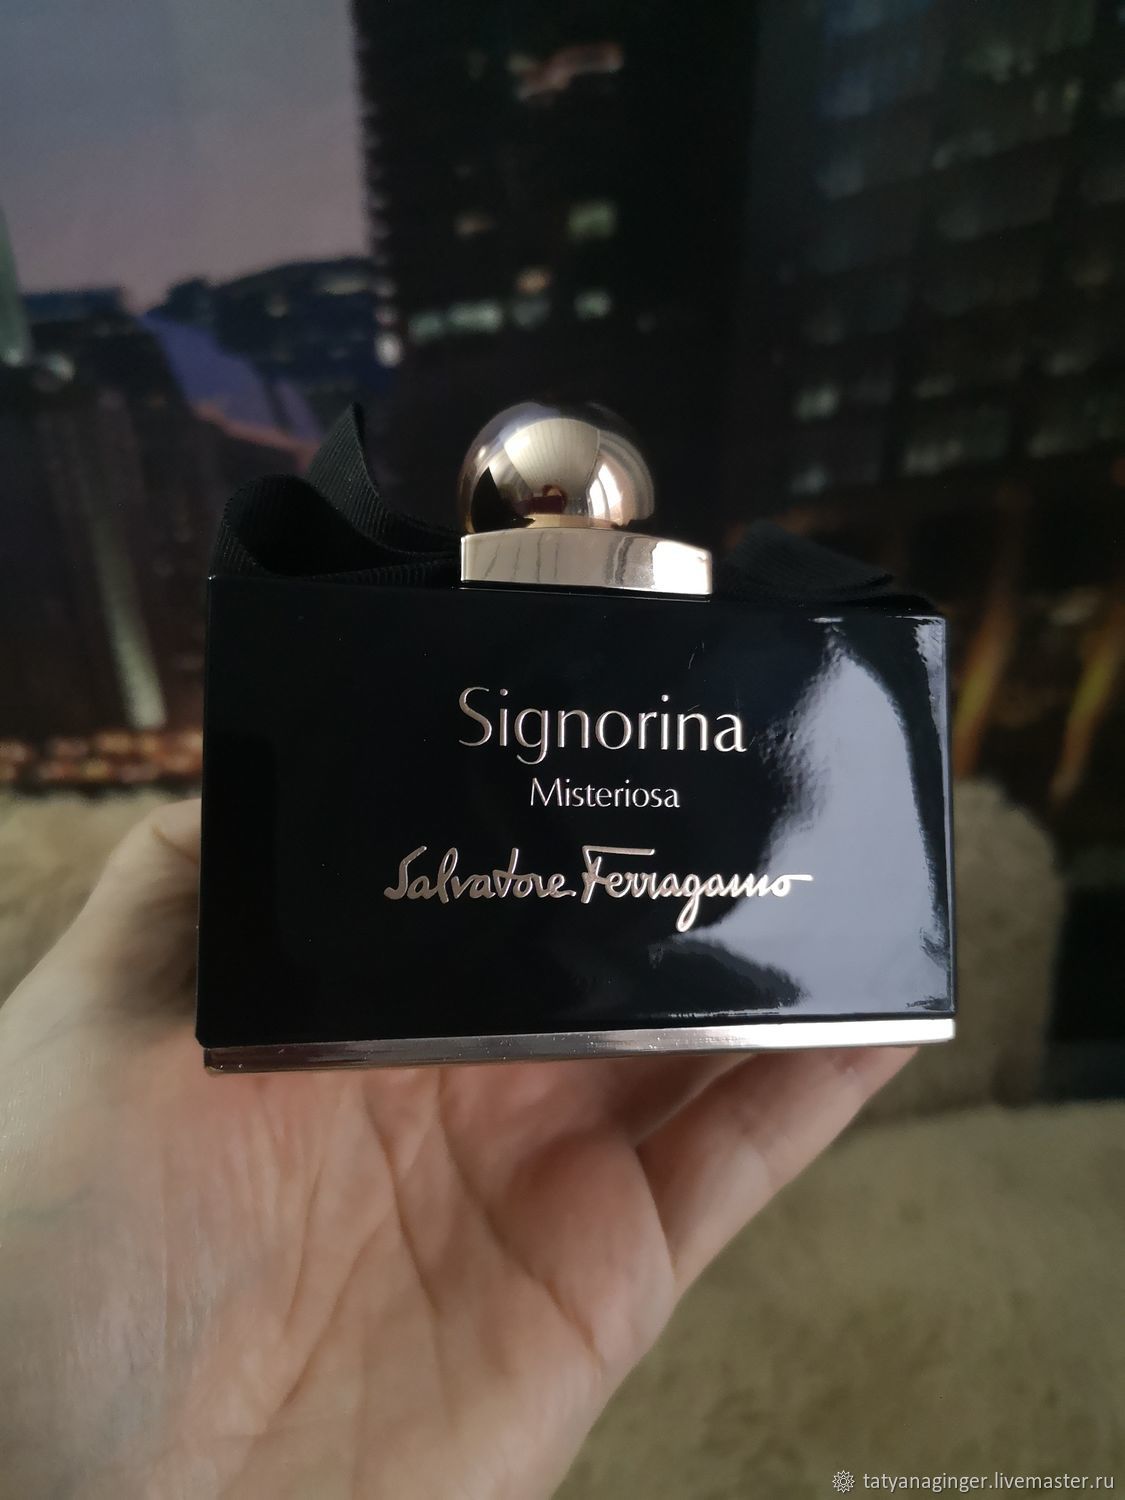 Signorina
Misteriosa
Salvatore Ferragamo
tatyanaginger.livemaster.ru